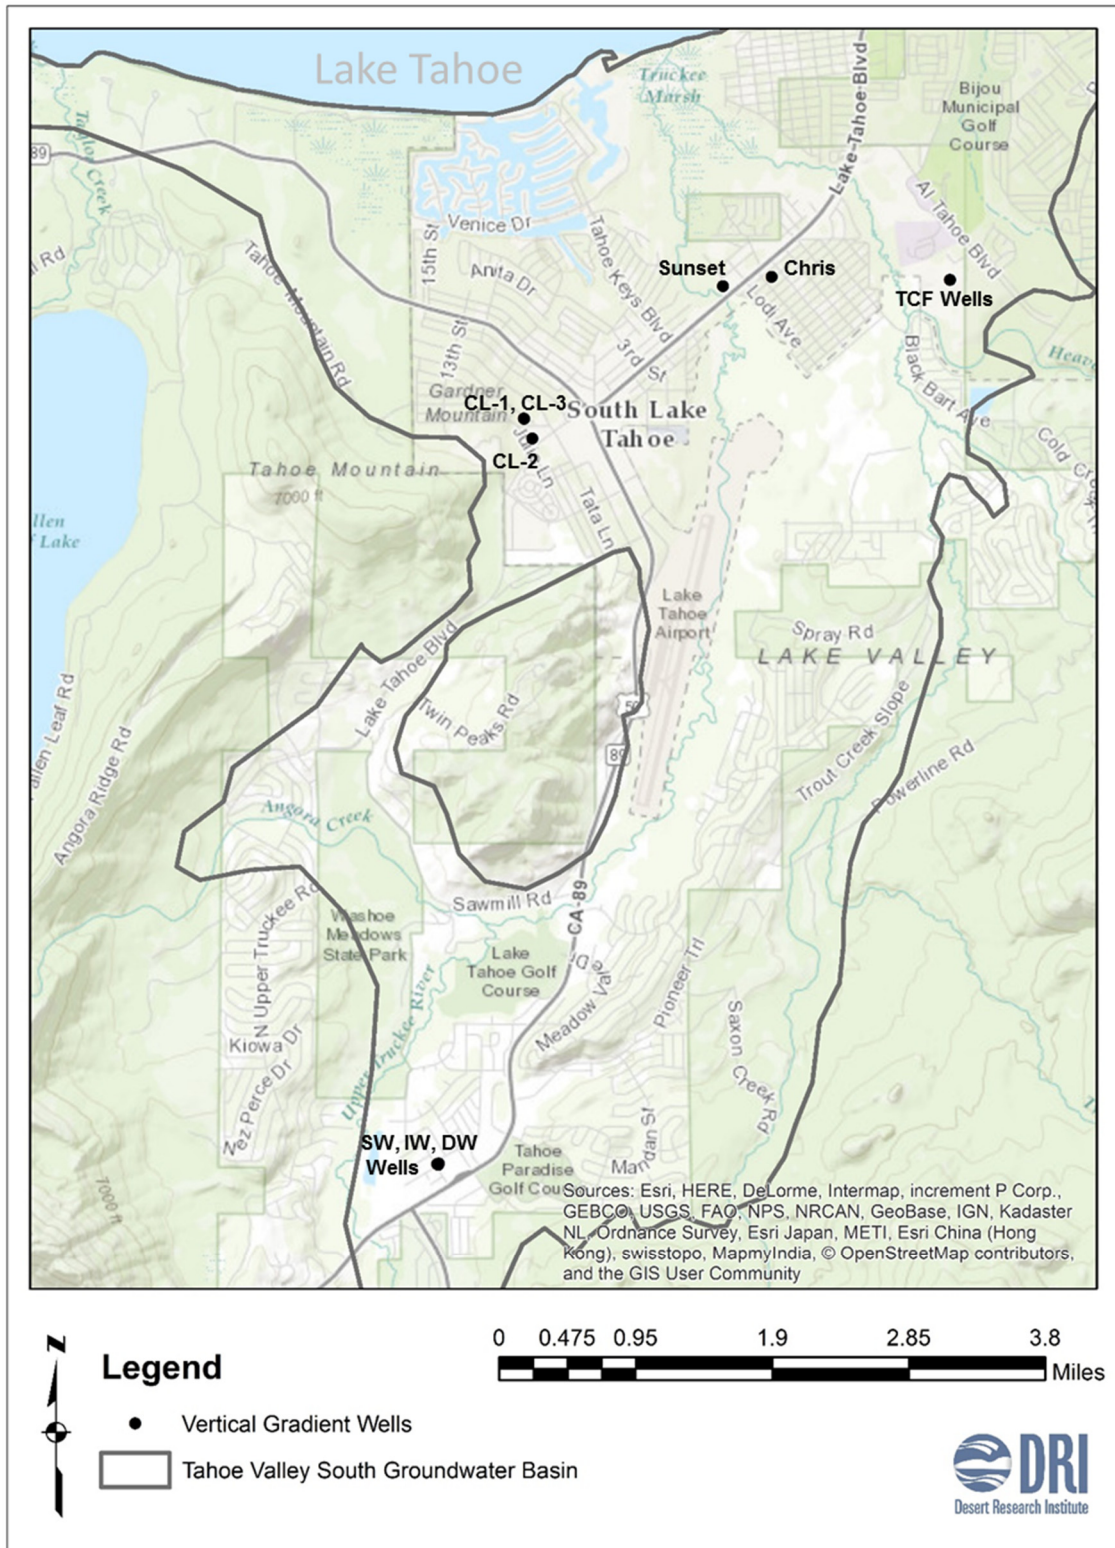 Lake Tahoe
Truckee
Marsh
Lake Tahoe Blvd
Bijou
Municipal
Golf
Course
89
Taylor Creek
Al Tahoe Blvd
Venice Dr
15th St
Tahoe Keys Blvd
Anita Dr
Tahoe Mountain Rd
Sunset
Chris
TCF Wells
Lodi Ave
13th St
3rd St
Black Bart Ave
Gardner
Mountain
CL-1, CL-3
South Lake
Tahoe
CL-2
Tata Ln
Cold
Tahoe Mountain
7000 ft
Lake
Lake
Tahoe
Airport
Spray Rd
LAKE VALLEY
Lake Tahoe Blvd
Twin Peaks Rd
50
89
Leaf Rd
Angora Ridge Rd
Trout Creek Slope
Powerline Rd
Angora Creek
Sawmill Rd
CA-89
N Upper Truckee Rd
Washoe
Meadows
State Park
Lake
Tahoe Golf
Course
Pioneer Trl
Saxon Creek Rd
Kiowa Dr
Upper Truckee River
SW, IW, DW
Wells
Mandan St
Tahoe
Paradise
7000 ft
Sources: Esri, HERE, DeLorme, Intermap, increment P Corp.,
GEBCO, USGS, FAO, NPS, NRCAN, GeoBase, IGN, Kadaster
NL, Ordnance Survey, Esri Japan, METI, Esri China (Hong
Kong), swisstopo, MapmyIndia, © OpenStreetMap contributors,
and the GIS User Community
N
0 0.475 0.95 1.9 2.85 3.8
Miles
Legend
Vertical Gradient Wells
Tahoe Valley South Groundwater Basin
DRI
Desert Research Institute